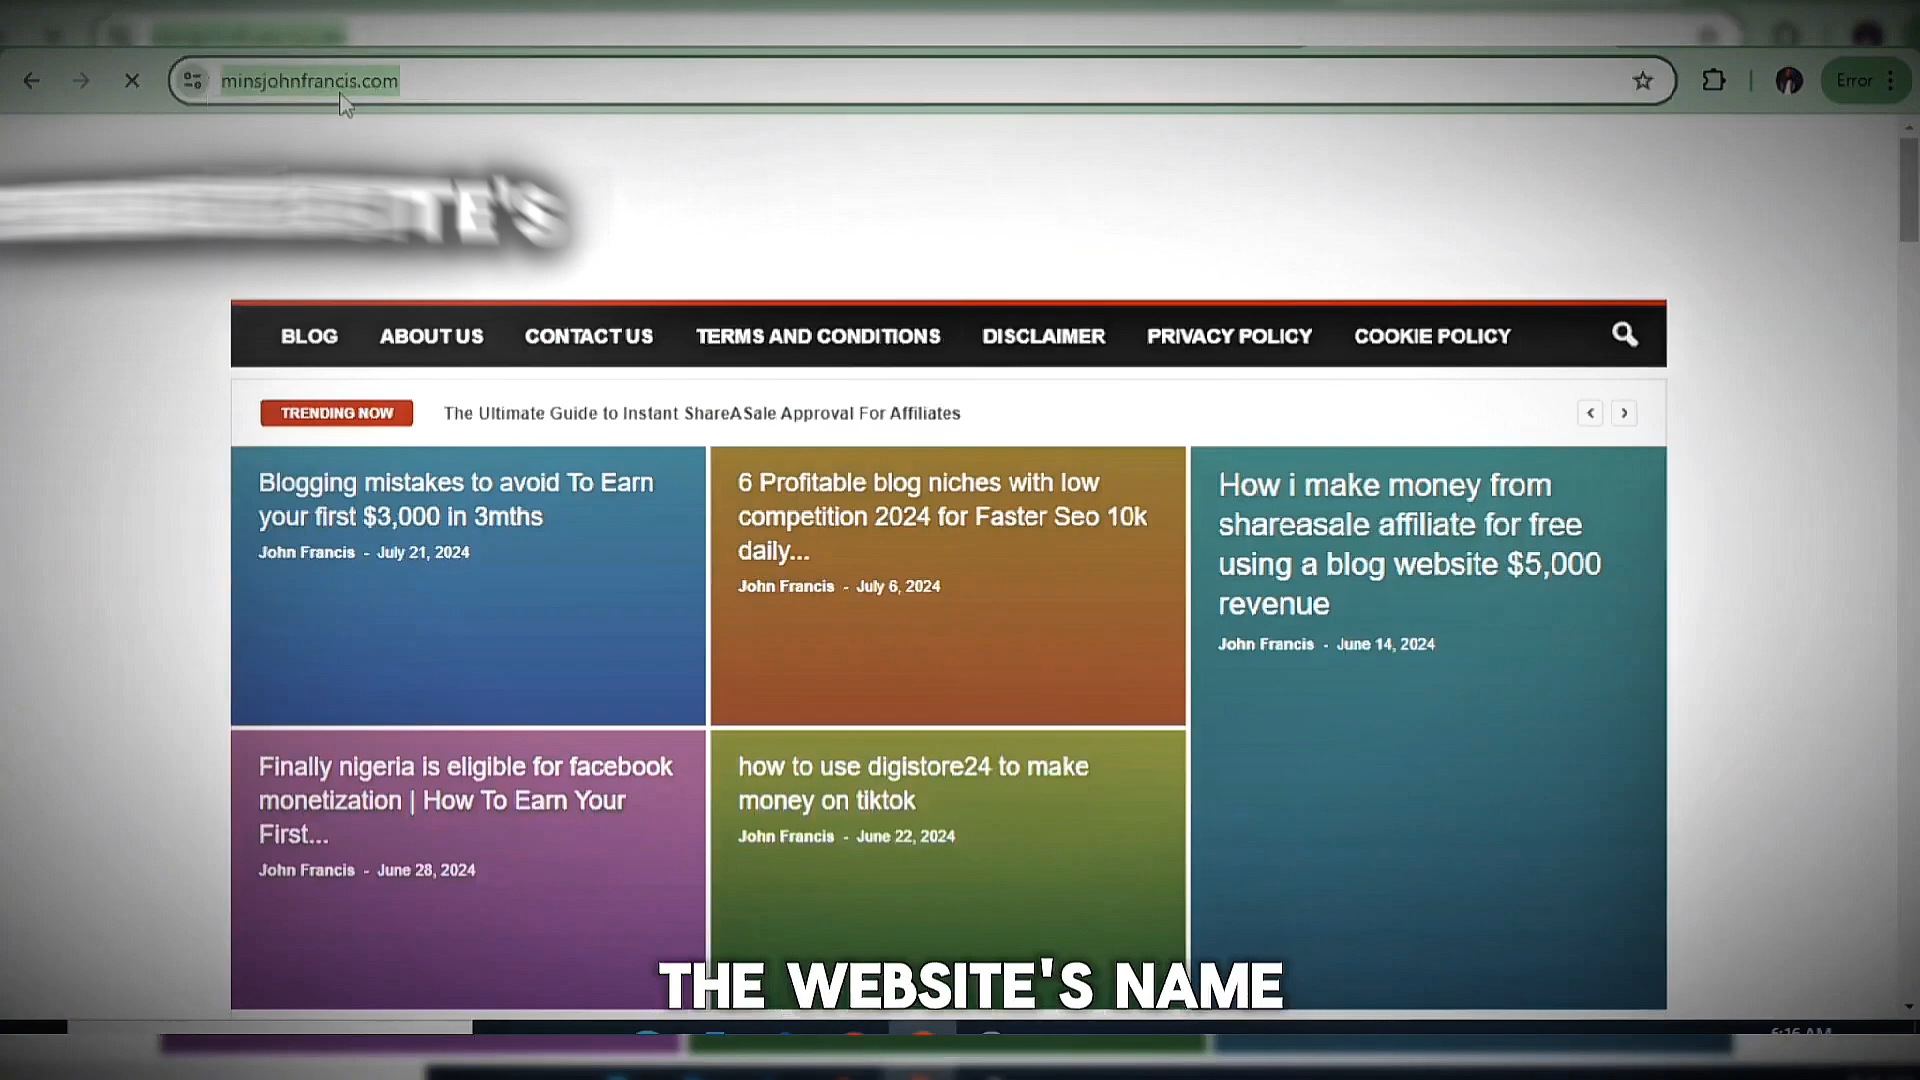 minsjohnfrancis.com
Error
BLOG ABOUT US CONTACT US TERMS AND CONDITIONS DISCLAIMER PRIVACY POLICY COOKIE POLICY
TRENDING NOW The Ultimate Guide to Instant ShareASale Approval For Affiliates
Blogging mistakes to avoid To Earn
your first $3,000 in 3mths
John Francis - July 21, 2024
6 Profitable blog niches with low
competition 2024 for Faster Seo 10k
daily...
John Francis - July 6, 2024
How i make money from
shareasale affiliate for free
using a blog website $5,000
revenue
John Francis - June 14, 2024
Finally nigeria is eligible for facebook
monetization | How To Earn Your
First...
John Francis - June 28, 2024
how to use digistore24 to make
money on tiktok
John Francis - June 22, 2024
THE WEBSITE'S NAME